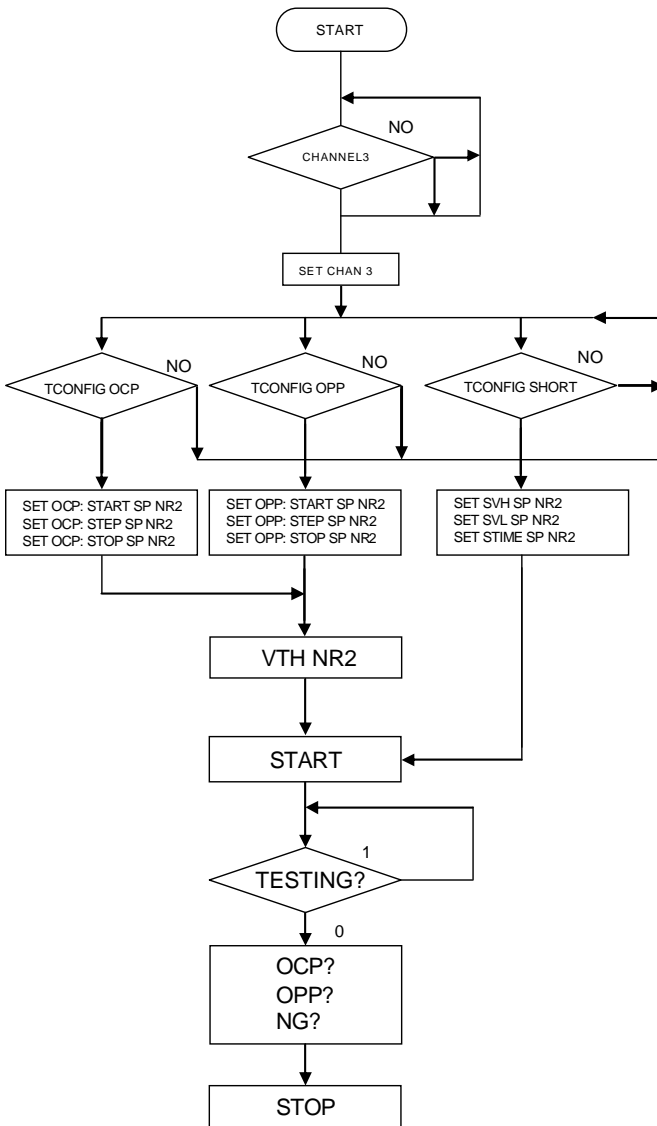 START
NO
CHANNEL3
SET CHAN 3
NO
TCONFIG OCP
NO
TCONFIG OPP
NO
TCONFIG SHORT
SET OCP: START SP NR2
SET OCP: STEP SP NR2
SET OCP: STOP SP NR2
SET OPP: START SP NR2
SET OPP: STEP SP NR2
SET OPP: STOP SP NR2
SET SVH SP NR2
SET SVL SP NR2
SET STIME SP NR2
VTH NR2
START
1
TESTING?
0
OCP?
OPP?
NG?
STOP